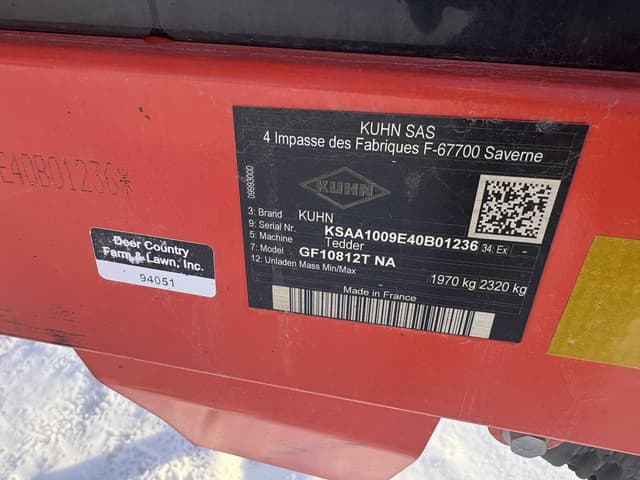 E40B01236*
Deer Country
Farm & Lawn, Inc.
94051
KUHN SAS
4 Impasse des Fabriques F-67700 Saverne
09993000
KUHN
3: Brand KUHN
9: Serial Nr. KSAA1009E40B01236 34: Ex -
5: Machine Tedder -
7: Model GF10812T NA
12: Unladen Mass Min/Max 1970 kg 2320 kg
Made in France